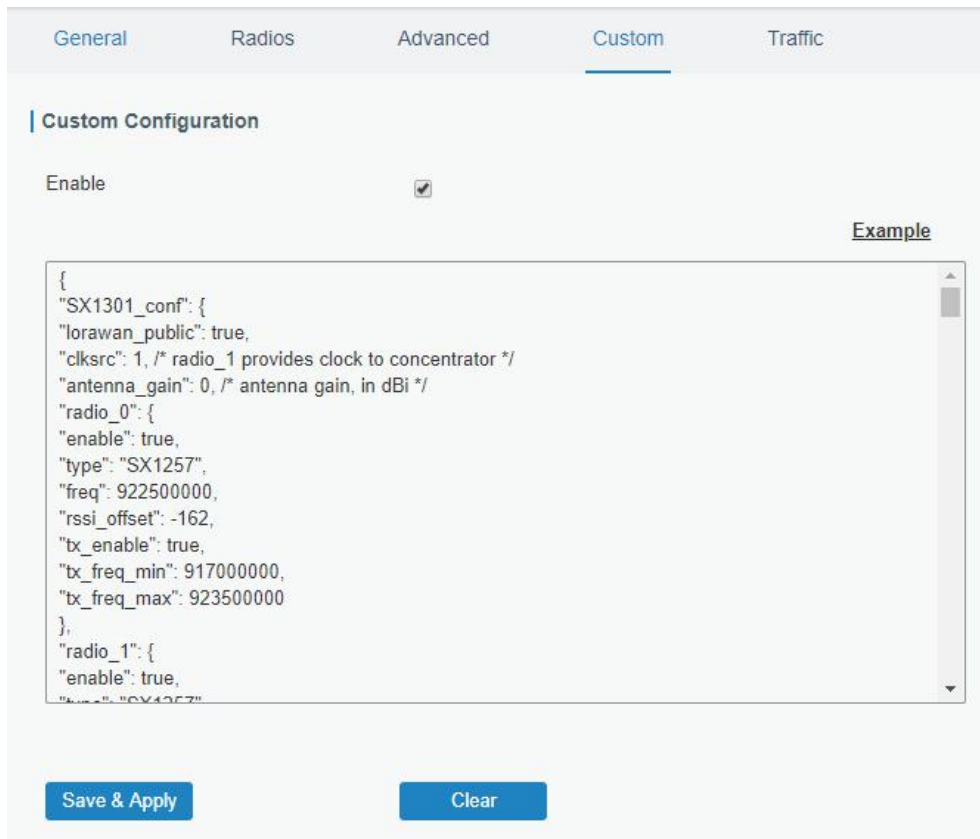 General Radios Advanced Custom Traffic
Custom Configuration
Enable
Example
{
"SX1301_conf": {
"lorawan_public": true,
"clksrc": 1, /* radio_1 provides clock to concentrator */
"antenna_gain": 0, /* antenna gain, in dBi */
"radio_0": {
"enable": true,
"type": "SX1257",
"freq": 922500000,
"rssi_offset": -162,
"tx_enable": true,
"tx_freq_min": 917000000,
"tx_freq_max": 923500000
},
"radio_1": {
"enable": true,
"type": "SX1257"
Save & Apply Clear